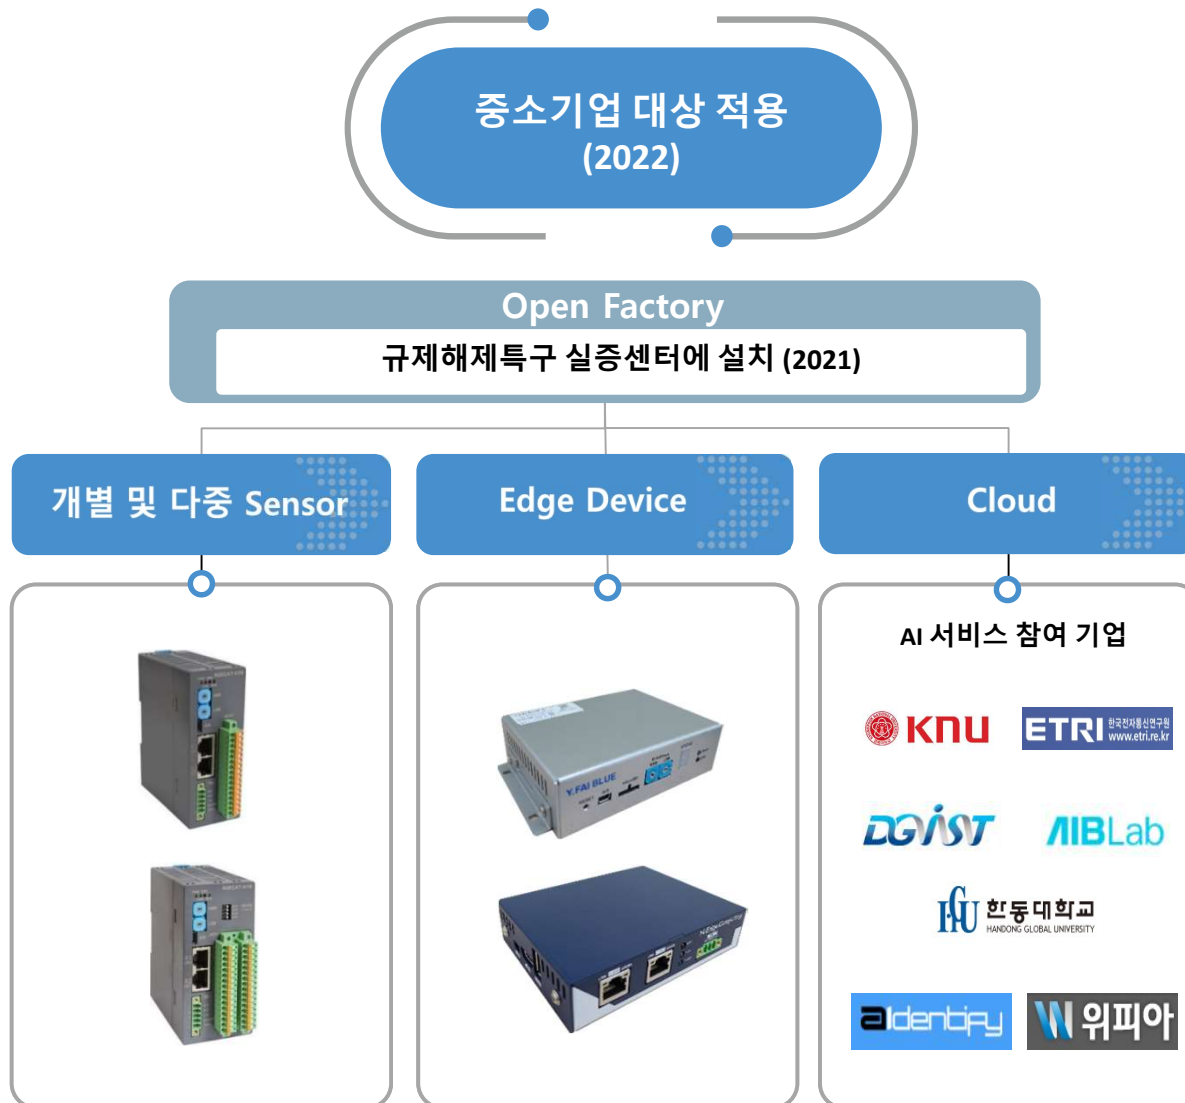 중소기업 대상 적용
(2022)
Open Factory
규제해제특구 실증센터에 설치 (2021)
개별 및 다중 Sensor
Edge Device
Cloud
AI 서비스 참여 기업
KNU
ETRI 한국전자통신연구원
www.etri.re.kr
Y.FAI BLUE
DGIST
AIBLab
HGU 한동대학교
HANDONG GLOBAL UNIVERSITY
aIdentify
위피아